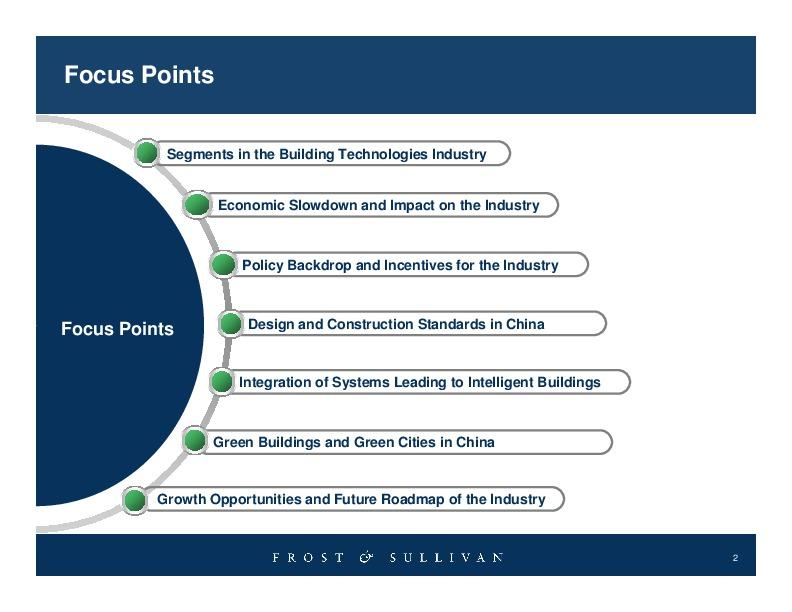 Focus Points
Segments in the Building Technologies Industry
Economic Slowdown and Impact on the Industry
Policy Backdrop and Incentives for the Industry
Focus Points
Design and Construction Standards in China
Integration of Systems Leading to Intelligent Buildings
Green Buildings and Green Cities in China
Growth Opportunities and Future Roadmap of the Industry
FROST & SULLIVAN
2